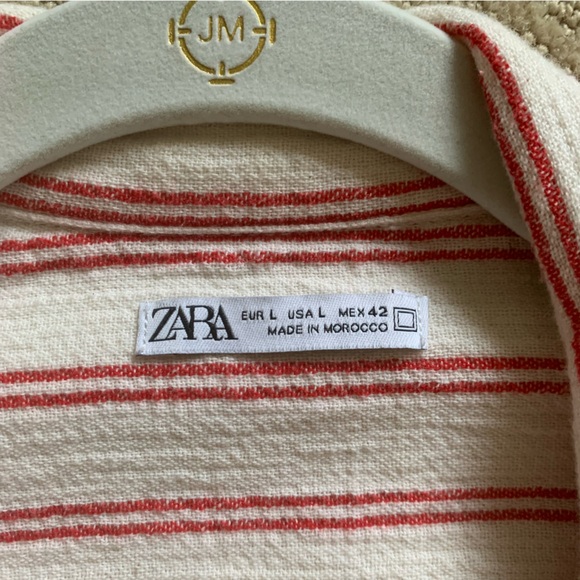 JM
ZARA
EUR L USA L MEX 42
MADE IN MOROCCO